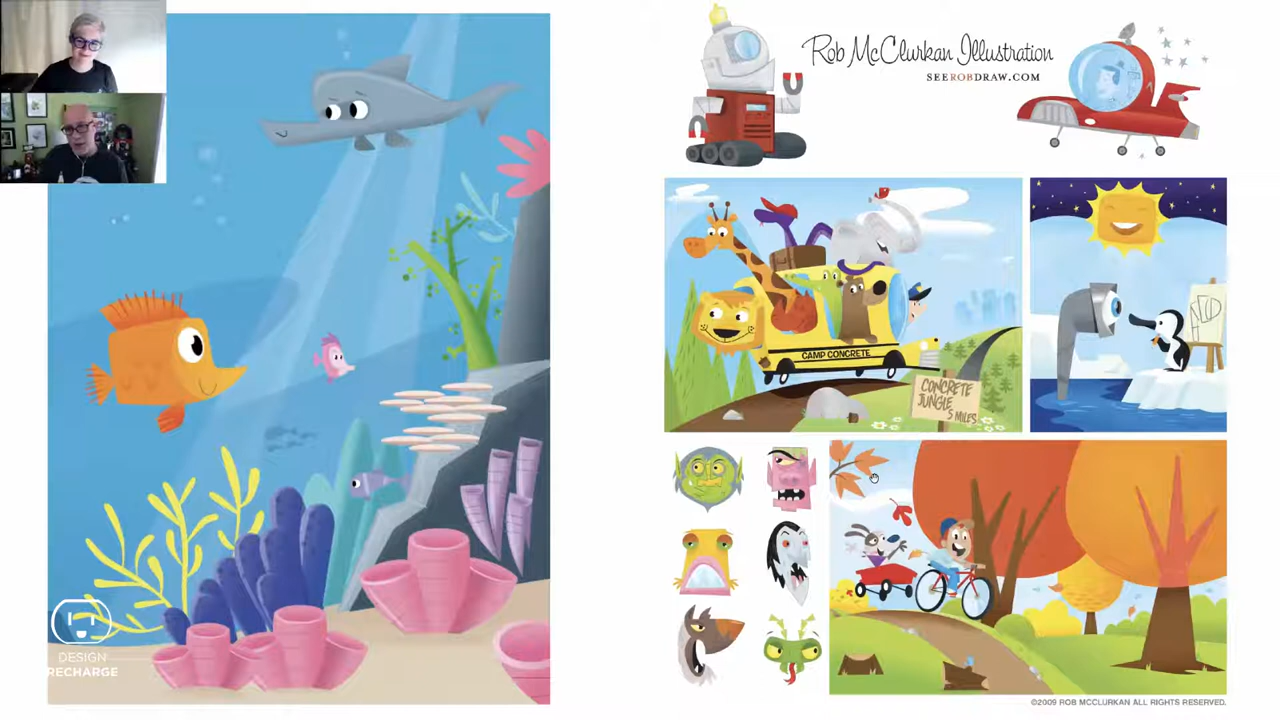 Rob McClurkan Illustration
SEEROBDRAW.COM
CAMP CONCRETE
CONCRETE
JUNGLE
5 MILES
DESIGN
RECHARGE
©2009 ROB MCCLURKAN ALL RIGHTS RESERVED.